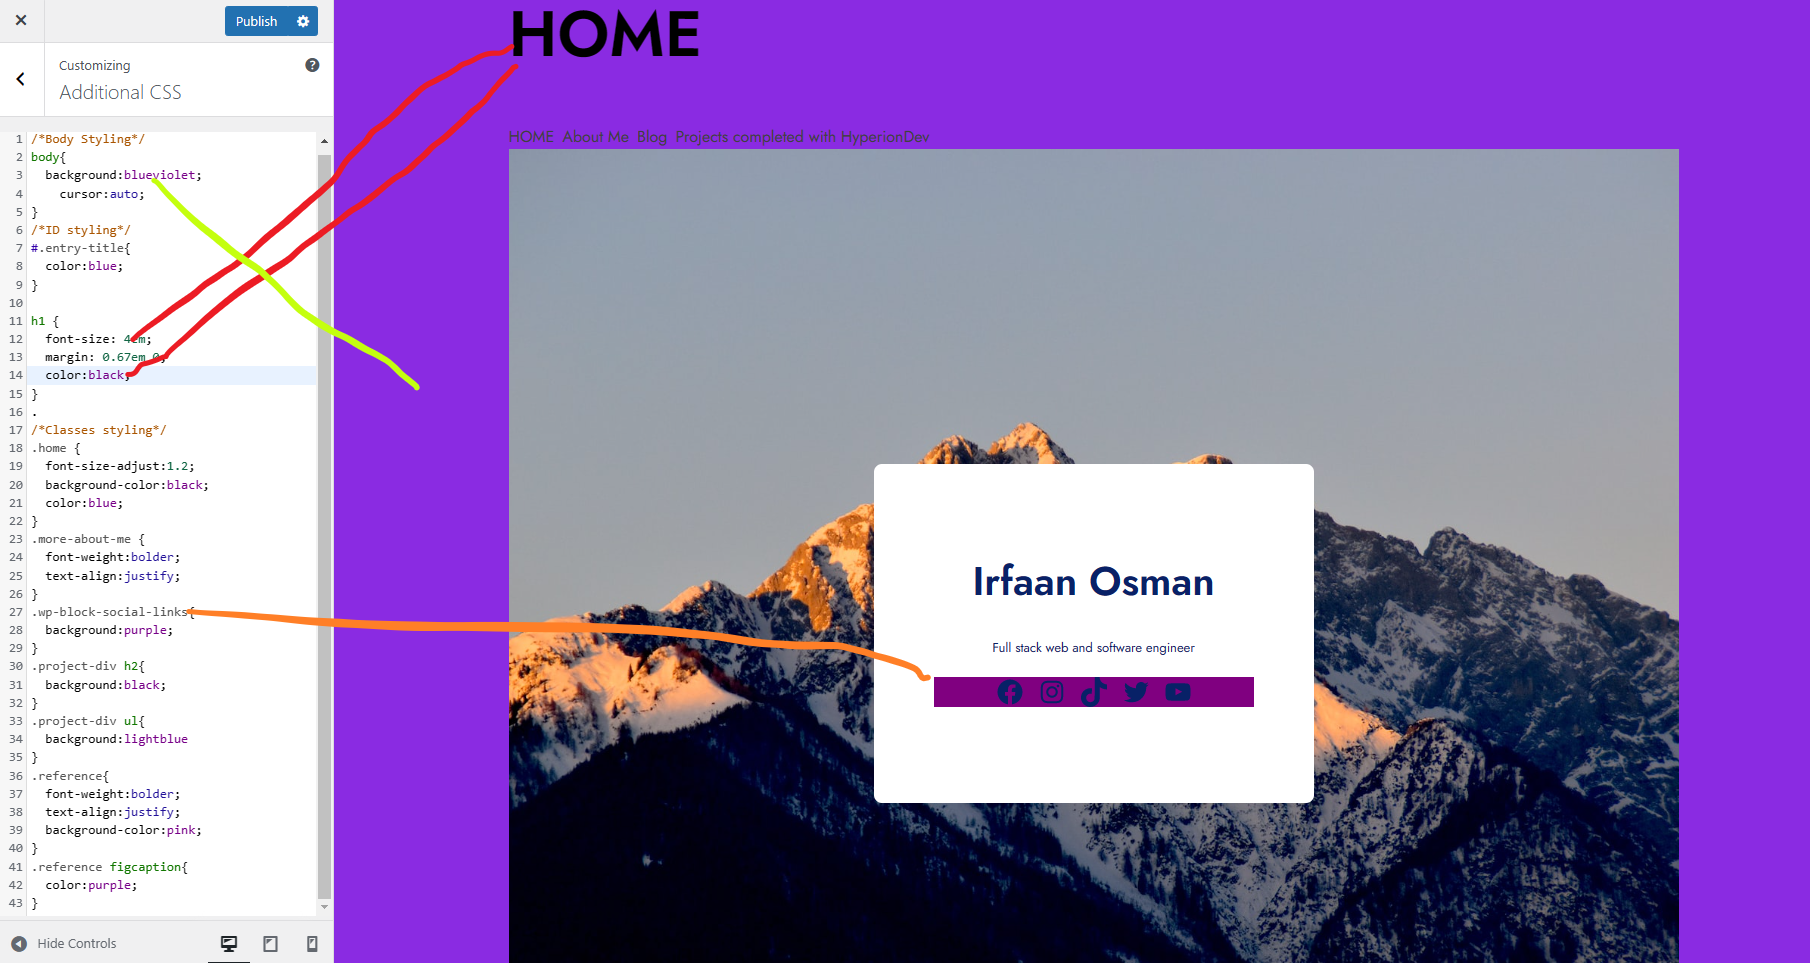 Publish
Customizing
Additional CSS
1 /*Body Styling*/
2 body{
3 background:blueviolet;
4 cursor:auto;
5 }
6 /*ID styling*/
7 #.entry-title{
8 color:blue;
9 }
10
11 h1 {
12 font-size: 4em;
13 margin: 0.67em 0;
14 color:black;
15 }
16 .
17 /*Classes styling*/
18 .home {
19 font-size-adjust:1.2;
20 background-color:black;
21 color:blue;
22 }
23 .more-about-me {
24 font-weight:bolder;
25 text-align:justify;
26 }
27 .wp-block-social-links{
28 background:purple;
29 }
30 .project-div h2{
31 background:black;
32 }
33 .project-div ul{
34 background:lightblue
35 }
36 .reference{
37 font-weight:bolder;
38 text-align:justify;
39 background-color:pink;
40 }
41 .reference figcaption{
42 color:purple;
43 }
Hide Controls
HOME
HOME About Me Blog Projects completed with HyperionDev
Irfaan Osman
Full stack web and software engineer